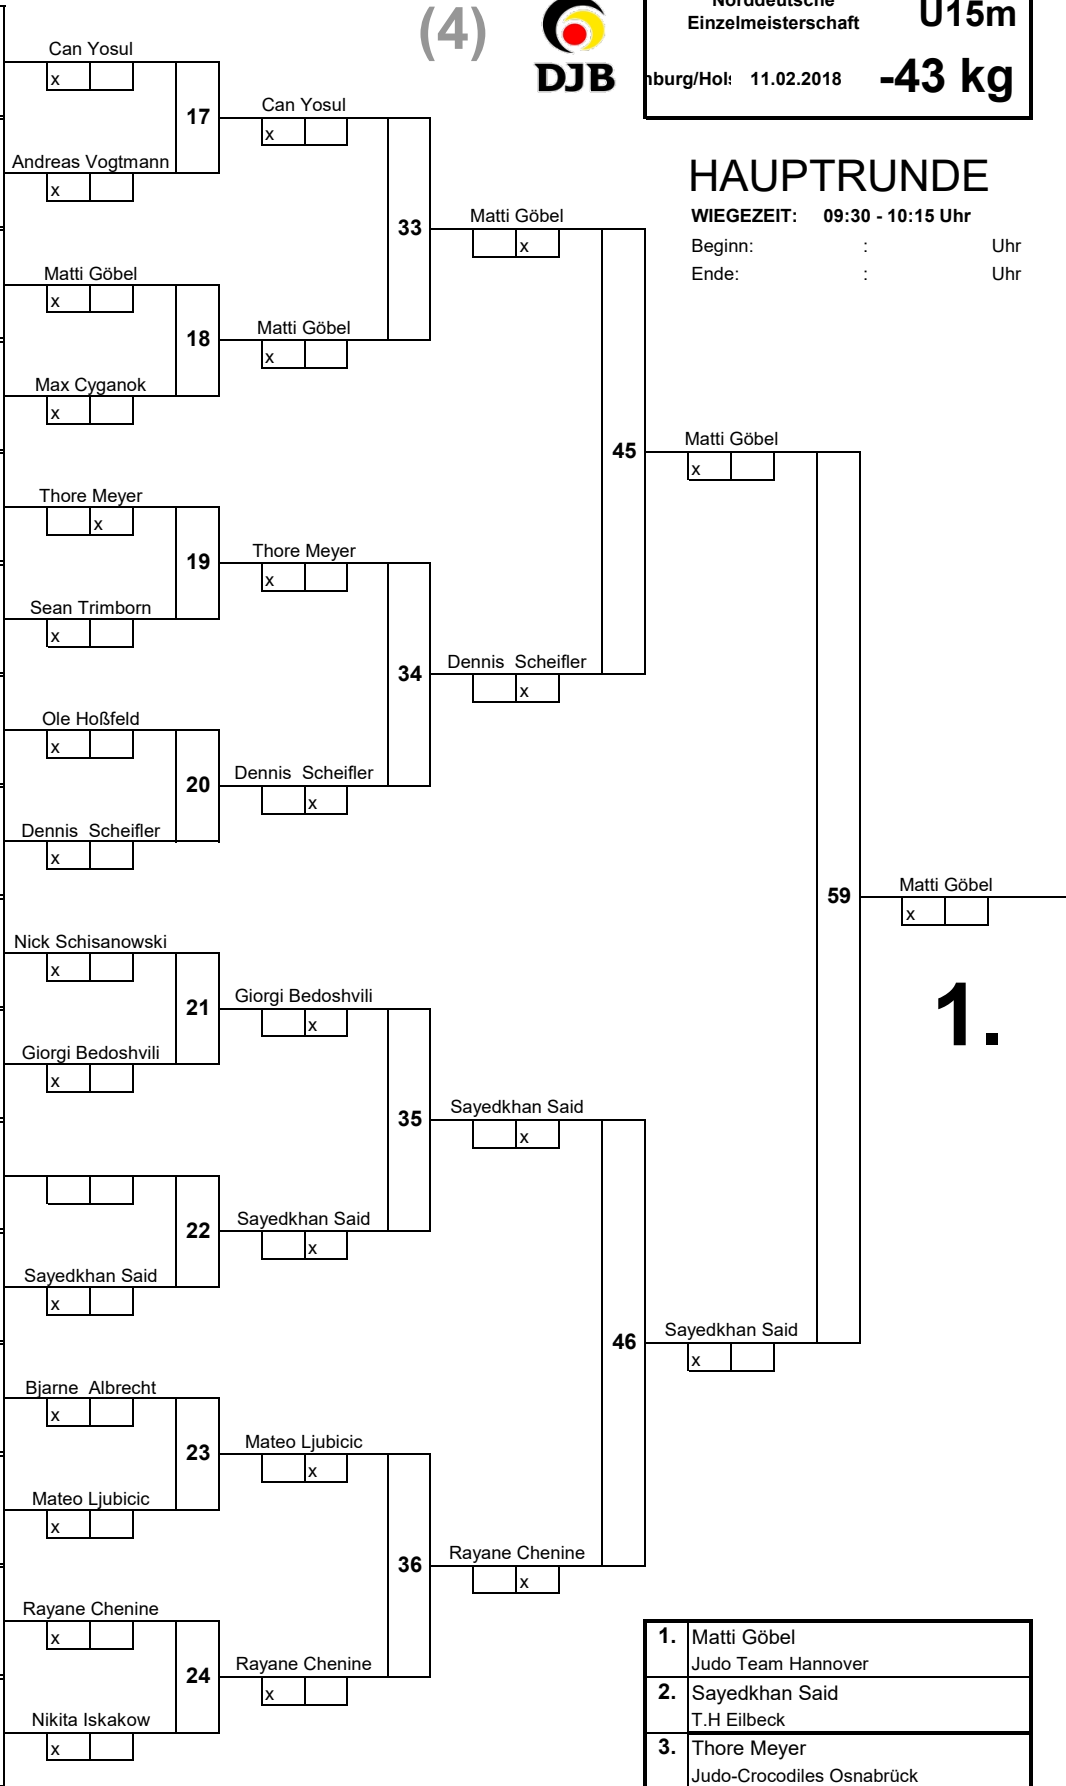 (4)
DJB
Norddeutsche
Einzelmeisterschaft
U15m
11.02.2018
-43 kg
HAUPTRUNDE
WIEGEZEIT: 09:30 - 10:15 Uhr
Beginn: : Uhr
Ende: : Uhr
Can Yosul
x
17
Andreas Vogtmann
x
Matti Göbel
x
18
Max Cyganok
x
Thore Meyer
x
19
Sean Trimborn
x
Ole Hoßfeld
x
20
Dennis Scheifler
x
Nick Schisanowski
x
21
Giorgi Bedoshvili
x
22
Sayedkhan Said
x
Bjarne Albrecht
x
23
Mateo Ljubicic
x
Rayane Chenine
x
24
Nikita Iskakow
x
Can Yosul
x
33
Matti Göbel
x
Thore Meyer
x
34
Dennis Scheifler
x
Giorgi Bedoshvili
x
35
Sayedkhan Said
x
Mateo Ljubicic
x
36
Rayane Chenine
x
Matti Göbel
x
45
Dennis Scheifler
x
Sayedkhan Said
x
46
Rayane Chenine
x
Matti Göbel
x
59
Sayedkhan Said
x
Matti Göbel
x
1.
1. Matti Göbel
Judo Team Hannover
2. Sayedkhan Said
T.H Eilbeck
3. Thore Meyer
Judo-Crocodiles Osnabrück